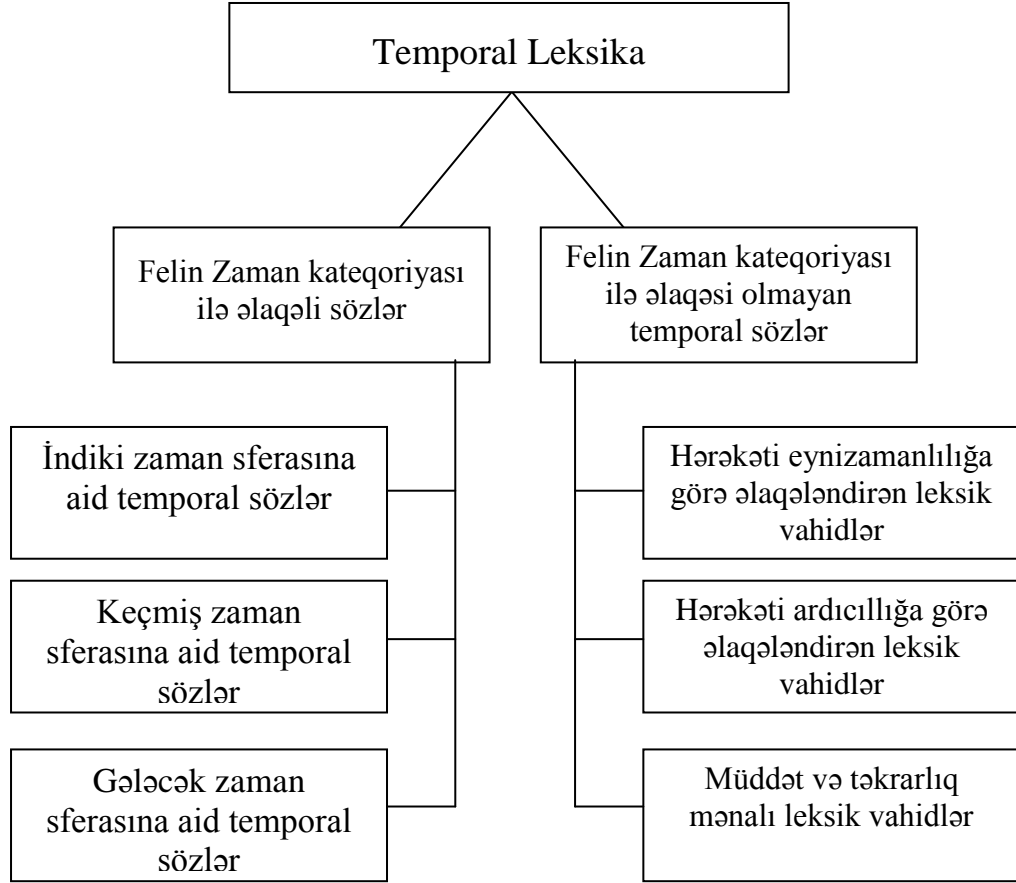 Temporal Leksika
Felin Zaman kateqoriyası
ilə əlaqəli sözlər
Felin Zaman kateqoriyası
ilə əlaqəsi olmayan
temporal sözlər
İndiki zaman sferasına
aid temporal sözlər
Keçmiş zaman
sferasına aid temporal
sözlər
Gələcək zaman
sferasına aid temporal
sözlər
Hərəkəti eynizamanlılığa
görə əlaqələndirən leksik
vahidlər
Hərəkəti ardıcıllığa görə
əlaqələndirən leksik
vahidlər
Müddət və təkrarlıq
mənalı leksik vahidlər